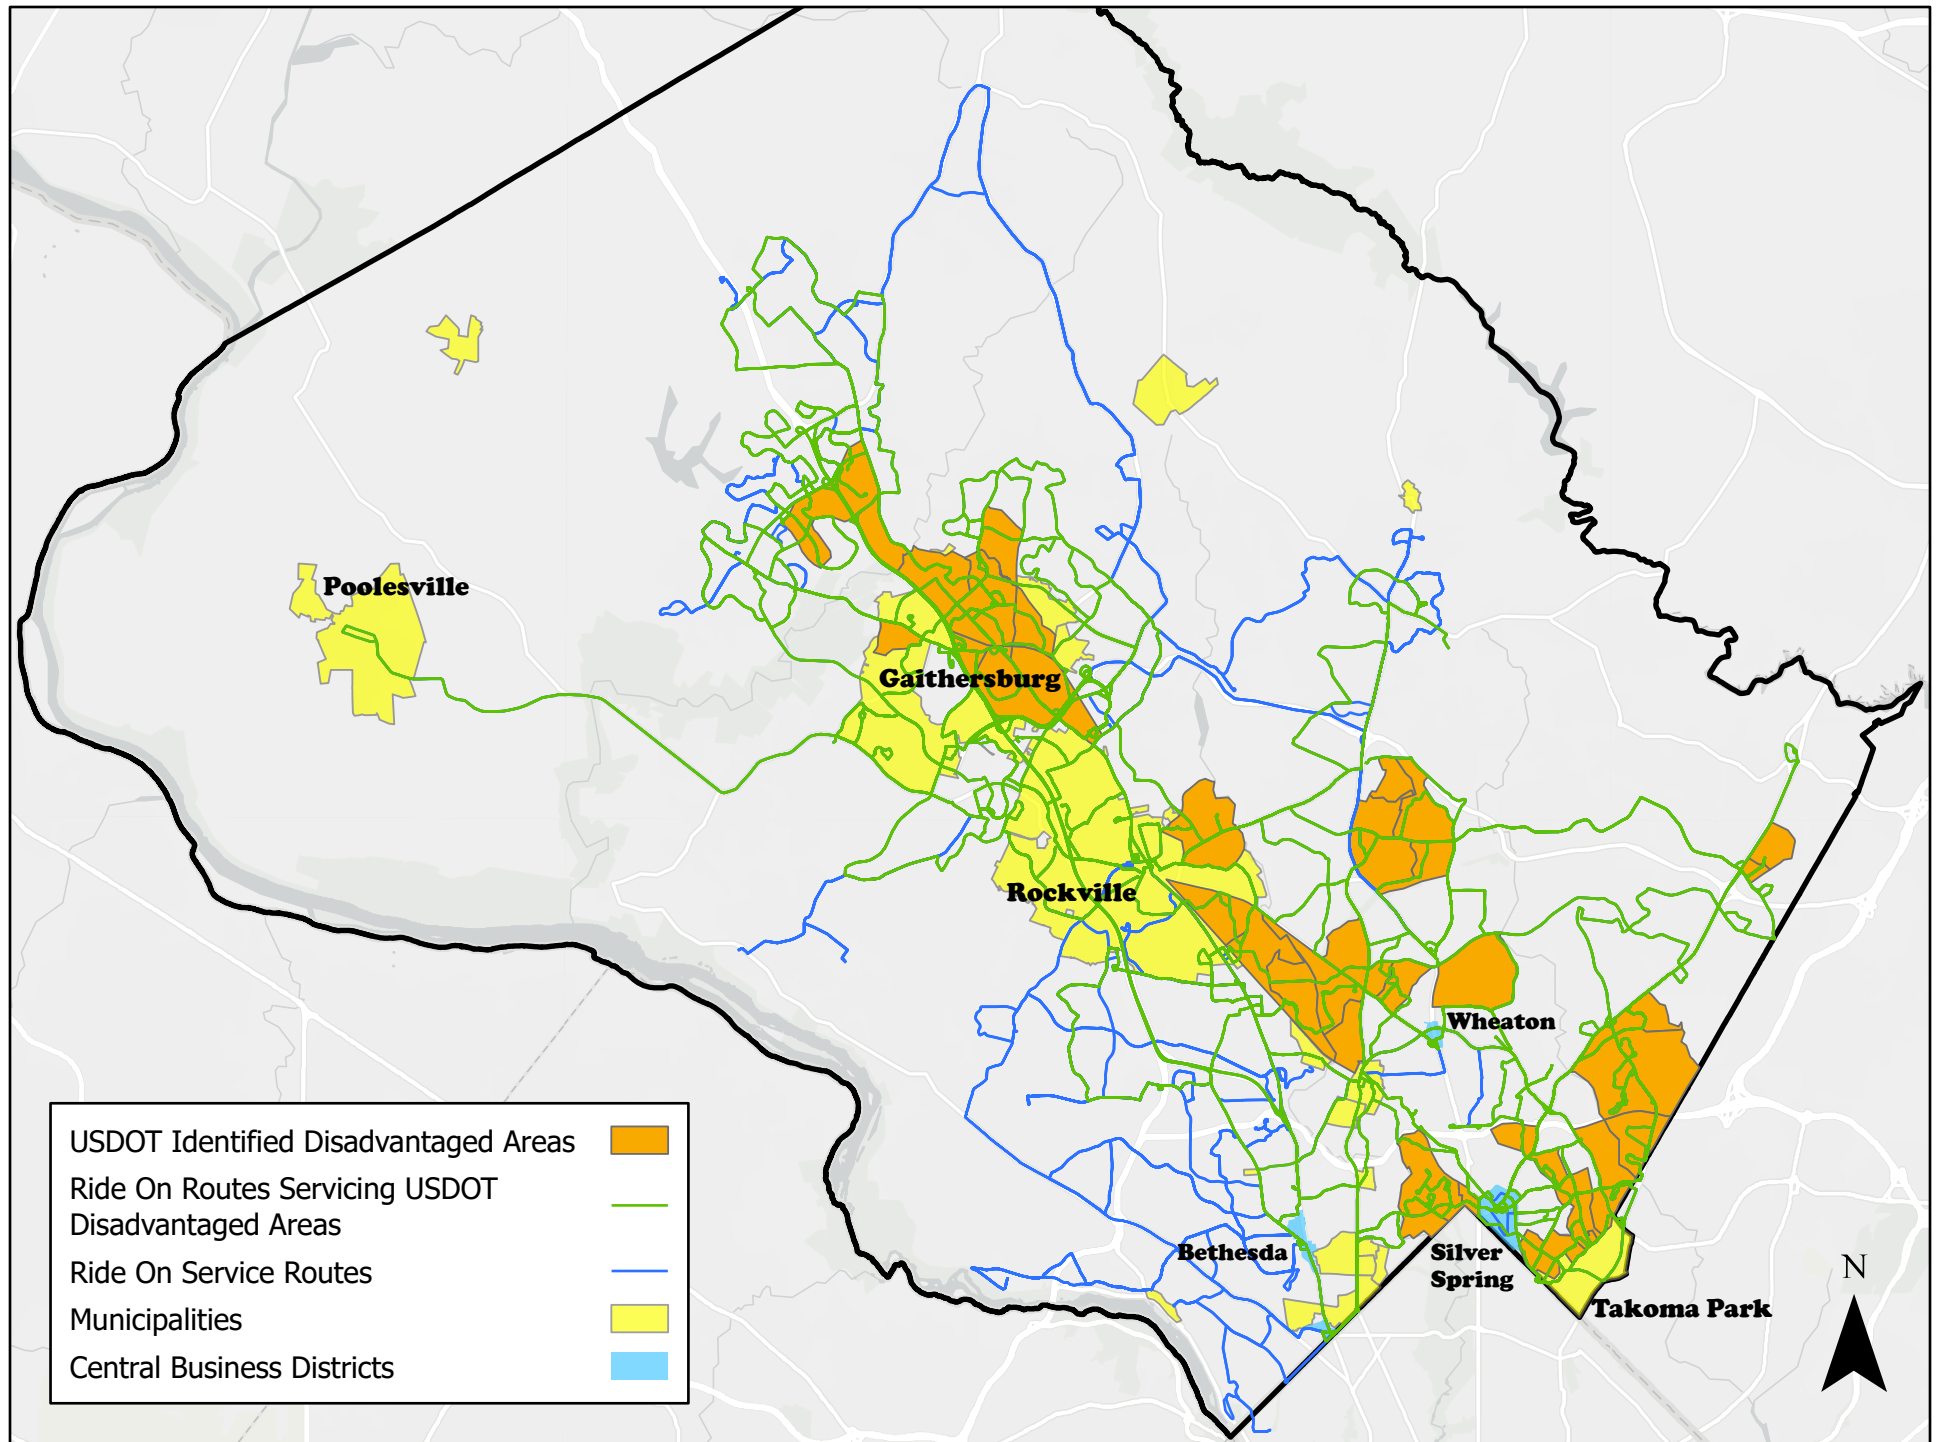 Poolesville
Gaithersburg
Rockville
Wheaton
Bethesda
Silver
Spring
Takoma Park
N
USDOT Identified Disadvantaged Areas
Ride On Routes Servicing USDOT
Disadvantaged Areas
Ride On Service Routes
Municipalities
Central Business Districts